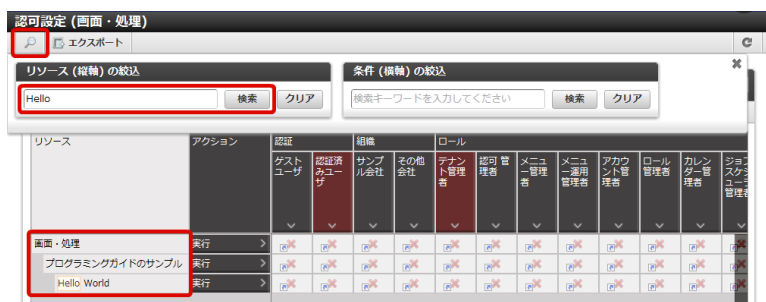 認可設定 (画面・処理)
エクスポート
リソース (縦軸) の絞込
Hello 検索 クリア
条件 (横軸) の絞込
検索キーワードを入力してください 検索 クリア
リソース アクション 認証 組織 ロール
ゲストユーザ 認証済みユーザ サンプル会社 その他会社 テナント管理者 認可 管理者 メニュー管理者 メニュー運用管理者 アカウント管理者 ロール管理者 カレンダー管理者 ジョブスケジューラ管理者
画面・処理 実行
プログラミングガイドのサンプル 実行
Hello World 実行